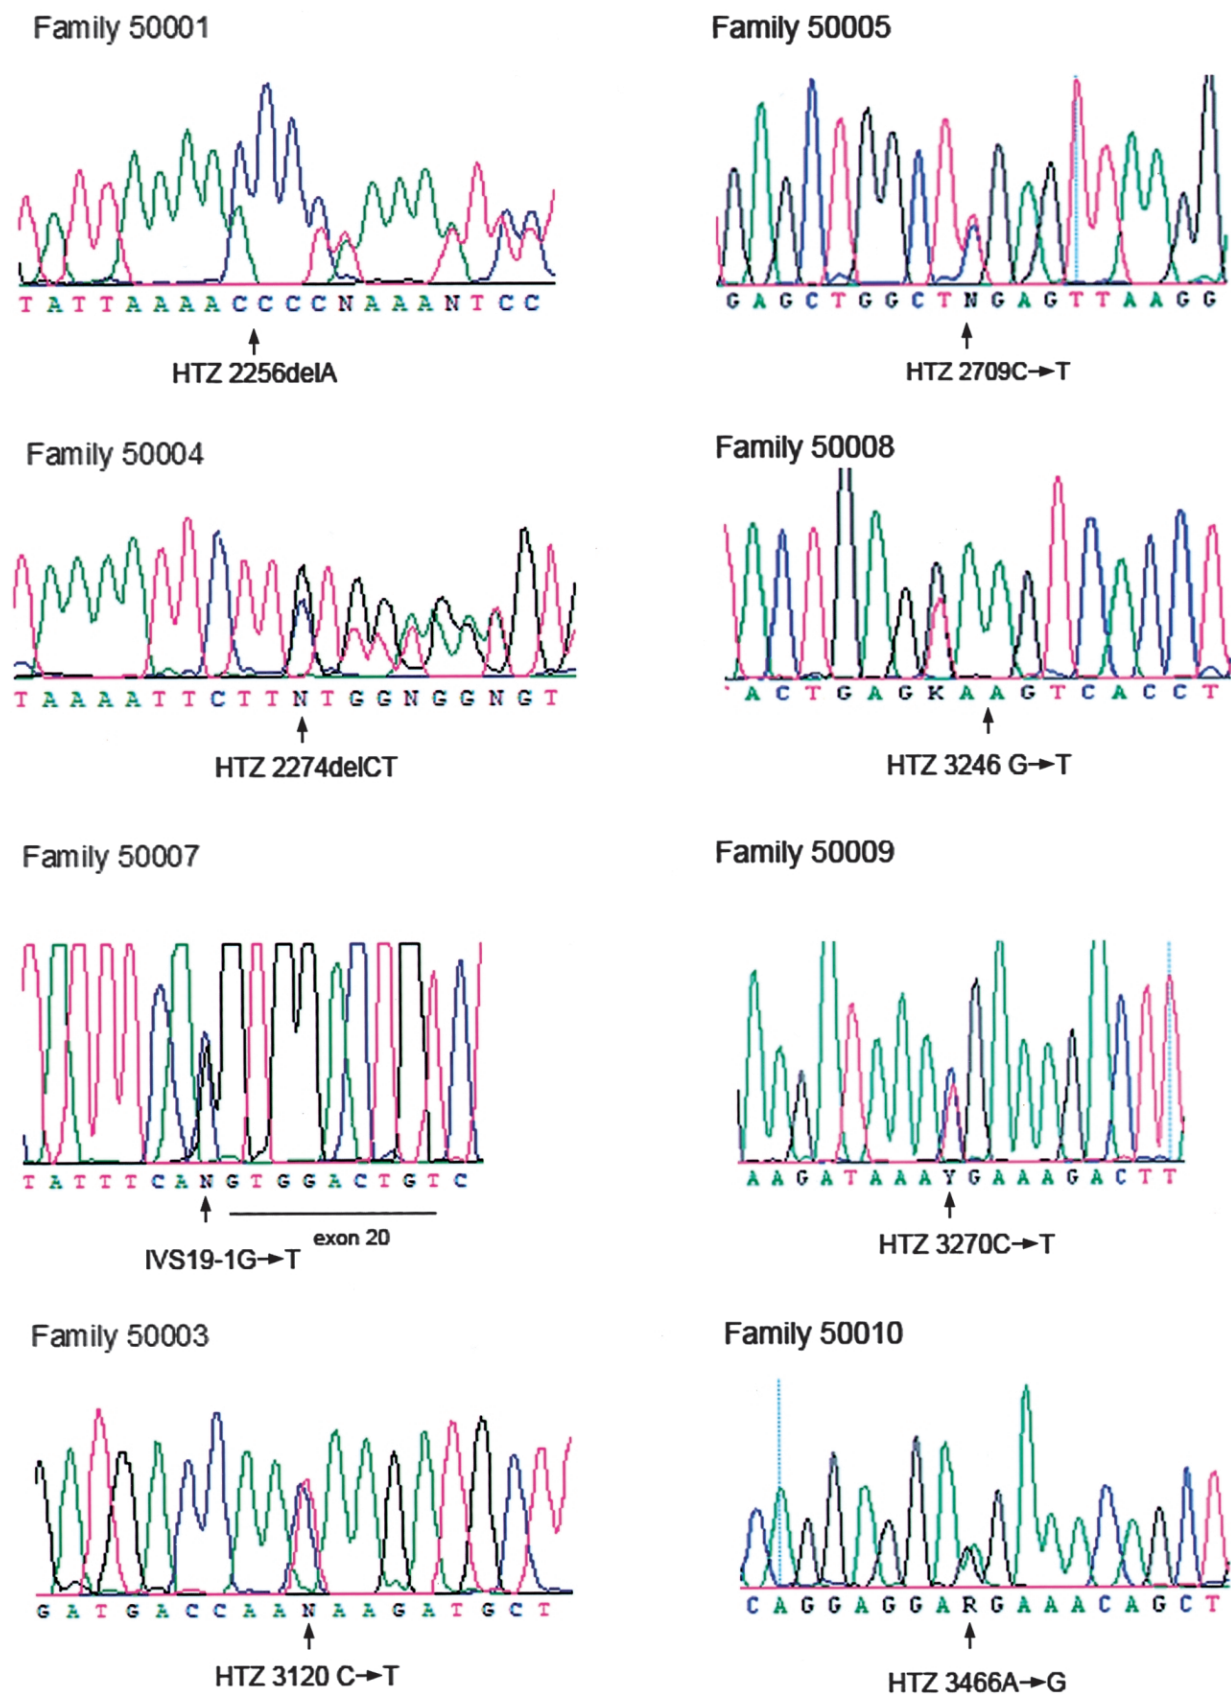 Family 50001
TATTAAAACCCCNAAANTCC
HTZ 2256delA
Family 50004
TAAAATTCTTNTGGNGGNGT
HTZ 2274delCT
Family 50007
TATTTCANGTGGACTGTC
exon 20
IVS19-1G→T
Family 50003
GATGACCAANAAGATGCT
HTZ 3120 C→T
Family 50005
GAGCTGGCTNGAGTTAAGG
HTZ 2709C→T
Family 50008
ACTGAGKAAGTCACCT
HTZ 3246 G→T
Family 50009
AAGATAAAYGAAAGACTT
HTZ 3270C→T
Family 50010
CAGGAGGARGAAACAGCT
HTZ 3466A→G